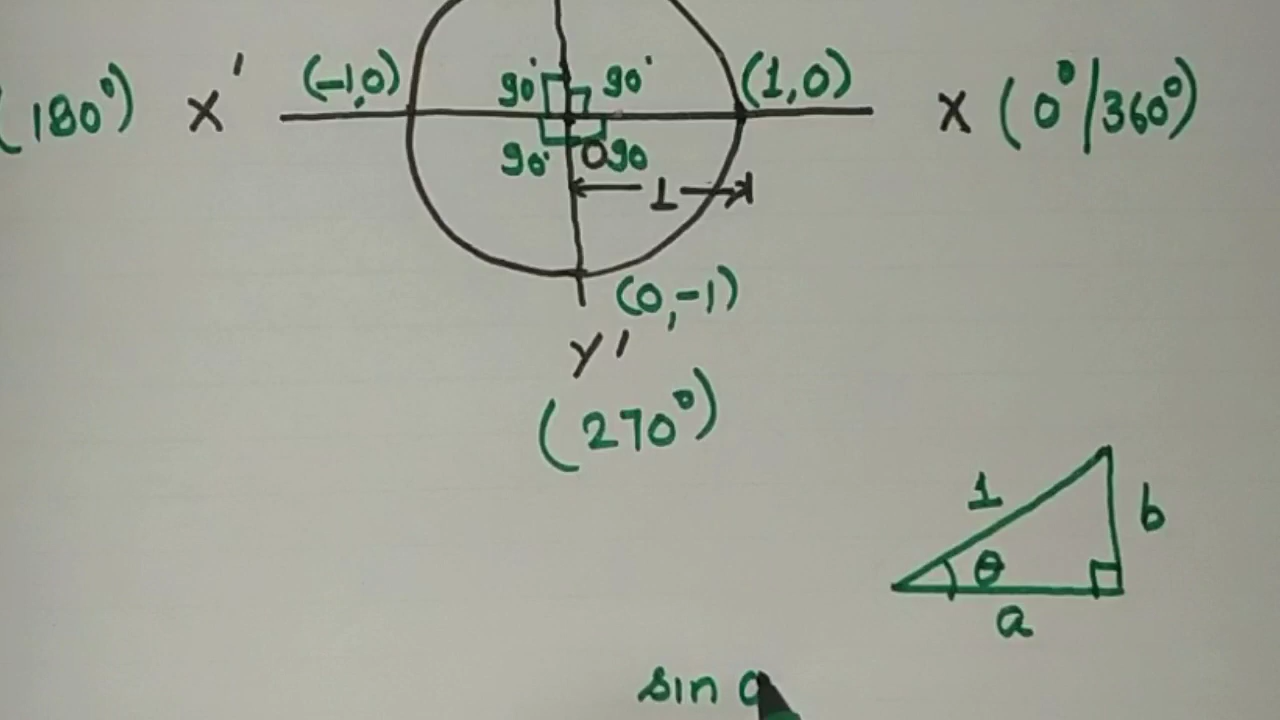 (180°) X' (-1,0) 90° 90° (1,0) X (0°/360°)
90° O 90
1
(0,-1)
Y'
(270°)
1 b
θ
a
sin